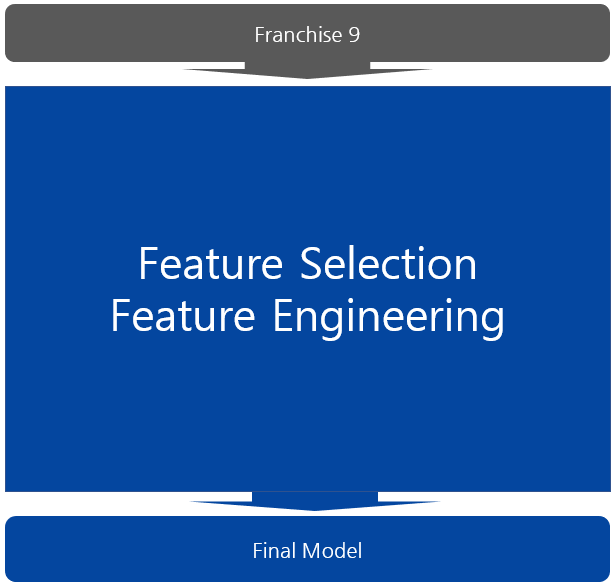 Franchise 9
Feature Selection
Feature Engineering
Final Model